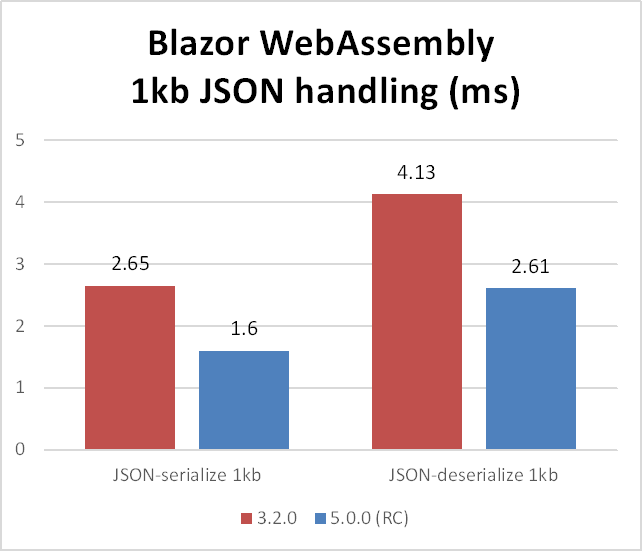 Blazor WebAssembly
1kb JSON handling (ms)
5
4
3
2
1
0
4.13
2.65
2.61
1.6
JSON-serialize 1kb JSON-deserialize 1kb
3.2.0 5.0.0 (RC)